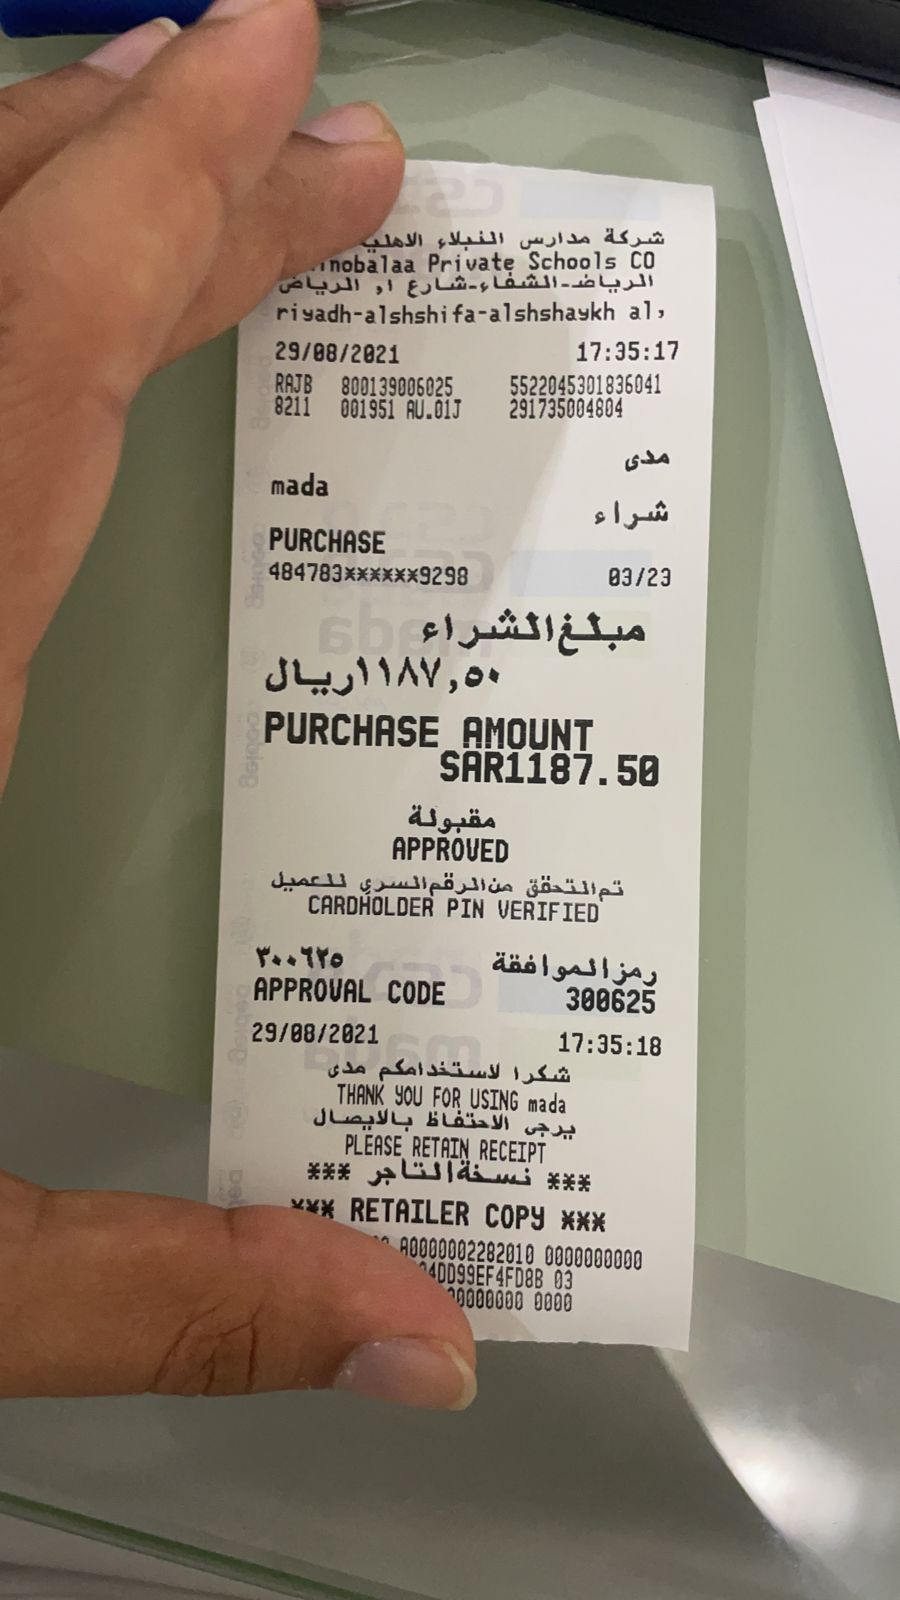 شركة مدارس النبلاء الاهلية
nobalaa Private Schools CO
الرياض-الشفاء-شارع ا, الرياض
riyadh-alshshifa-alshshaykh al,
29/08/2021 17:35:17
RAJB 800139006025 5522045301836041
8211 001951 AU.01J 291735004804
مدى
mada
شراء
PURCHASE
484783******9298 03/23
مبلغ الشراء
١١٨٧,٥٠ ريال
PURCHASE AMOUNT
SAR1187.50
مقبولة
APPROVED
تم التحقق من الرقم السري للعميل
CARDHOLDER PIN VERIFIED
رمز الموافقة ٣٠٠٦٢٥
APPROVAL CODE 300625
29/08/2021 17:35:18
شكرا لاستخدامكم مدى
THANK YOU FOR USING mada
يرجى الاحتفاظ بالايصال
PLEASE RETAIN RECEIPT
*** نسخة التاجر ***
*** RETAILER COPY ***
A0000002282010 0000000000
4DD99EF4FD8B 03
00000000 0000